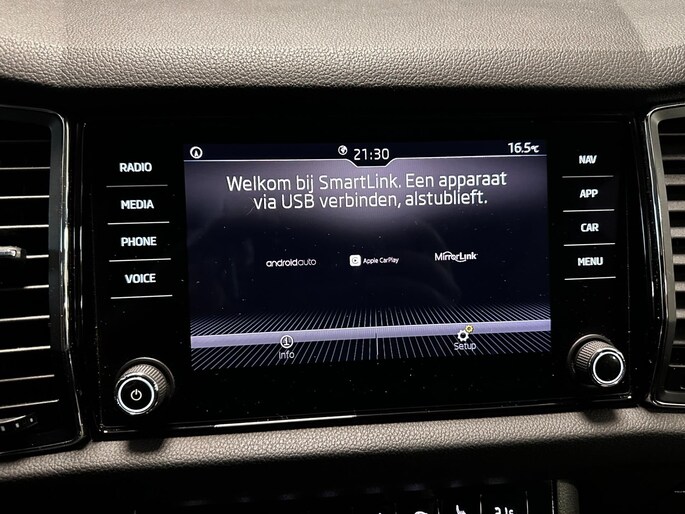 21:30
16.5°C
RADIO
MEDIA
PHONE
VOICE
Welkom bij SmartLink. Een apparaat
via USB verbinden, alstublieft.
androidauto
Apple CarPlay
MirrorLink
Info
Setup
NAV
APP
CAR
MENU